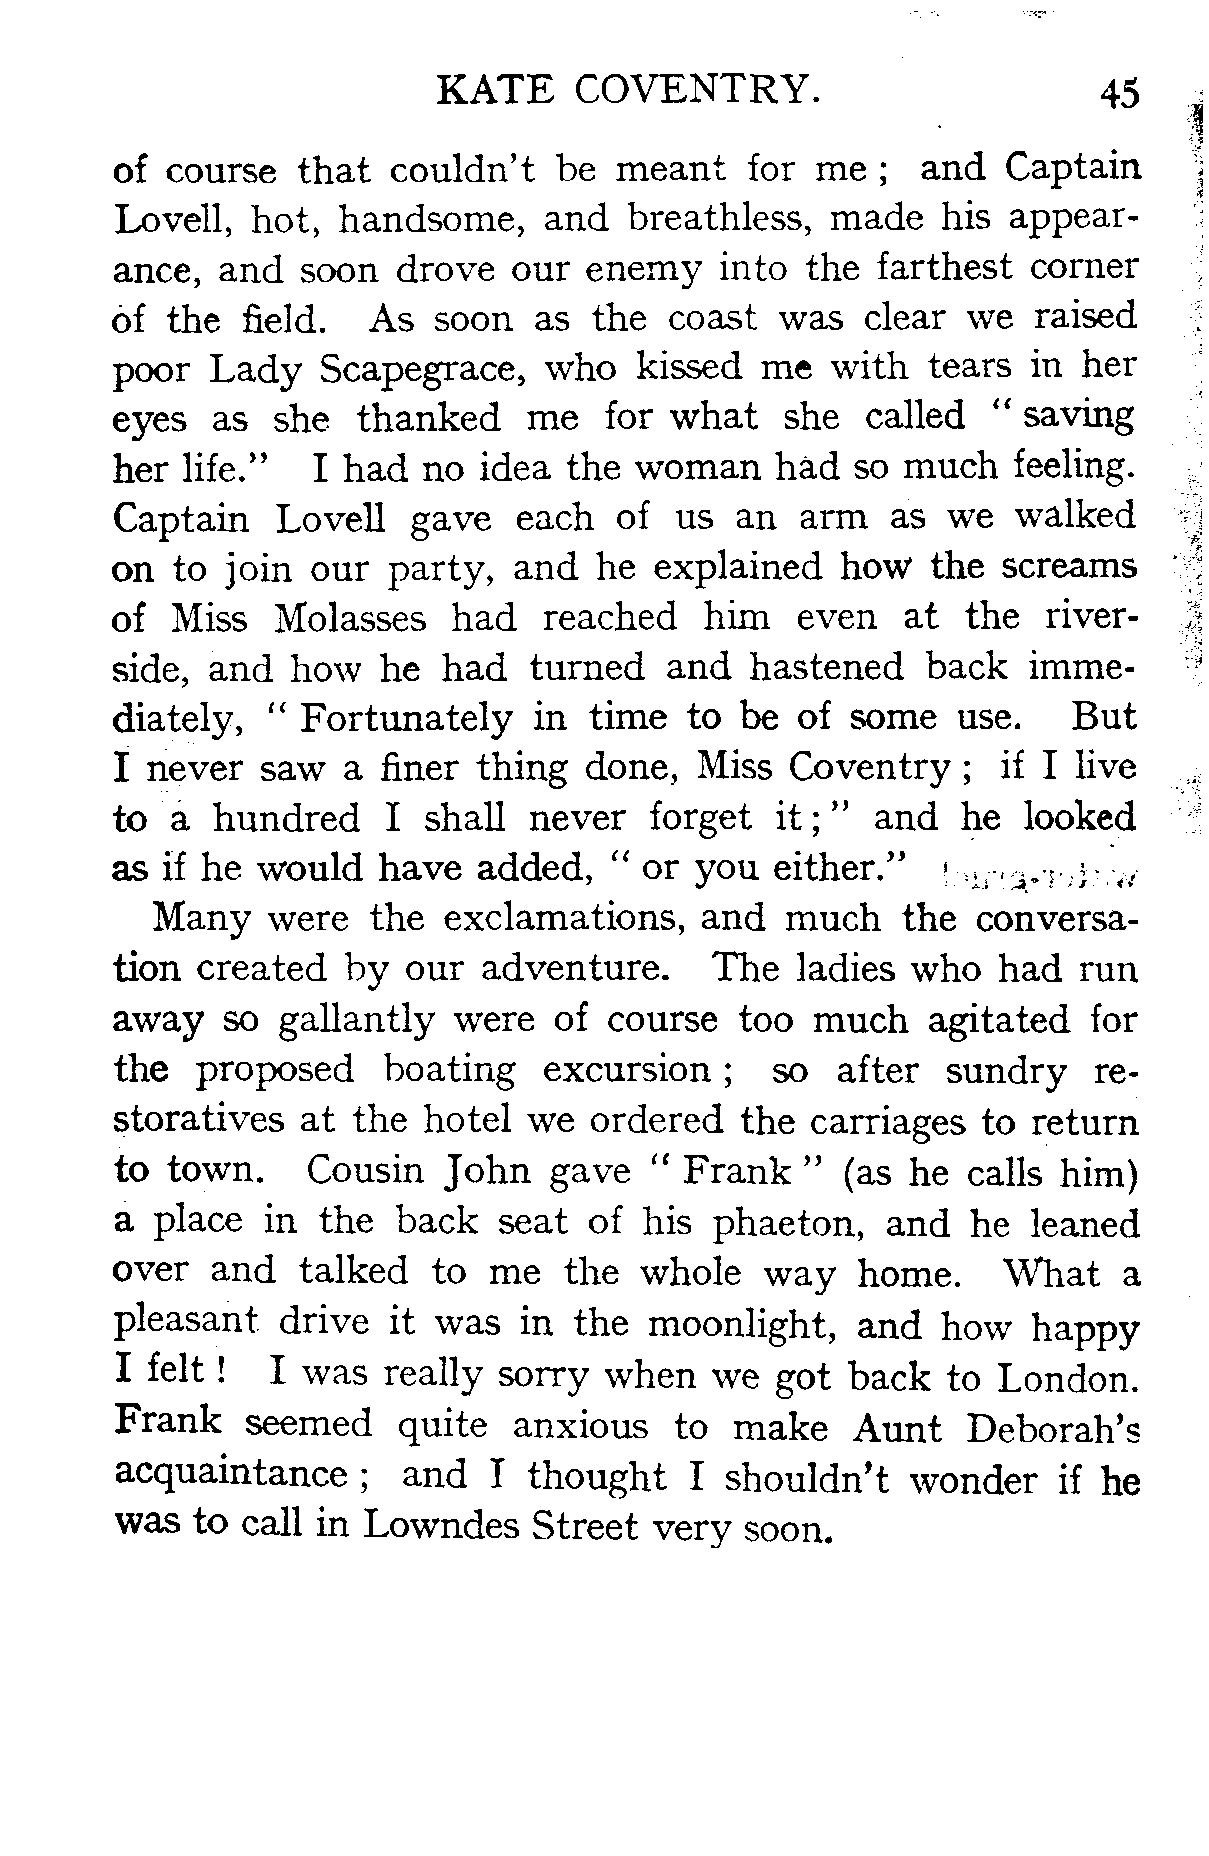 KATE COVENTRY. 45
of course that couldn't be meant for me ; and Captain
Lovell, hot, handsome, and breathless, made his appear-
ance, and soon drove our enemy into the farthest corner
of the field. As soon as the coast was clear we raised
poor Lady Scapegrace, who kissed me with tears in her
eyes as she thanked me for what she called " saving
her life." I had no idea the woman had so much feeling.
Captain Lovell gave each of us an arm as we walked
on to join our party, and he explained how the screams
of Miss Molasses had reached him even at the river-
side, and how he had turned and hastened back imme-
diately, " Fortunately in time to be of some use. But
I never saw a finer thing done, Miss Coventry ; if I live
to a hundred I shall never forget it ; " and he looked
as if he would have added, " or you either."
Many were the exclamations, and much the conversa-
tion created by our adventure. The ladies who had run
away so gallantly were of course too much agitated for
the proposed boating excursion ; so after sundry re-
storatives at the hotel we ordered the carriages to return
to town. Cousin John gave " Frank " (as he calls him)
a place in the back seat of his phaeton, and he leaned
over and talked to me the whole way home. What a
pleasant drive it was in the moonlight, and how happy
I felt ! I was really sorry when we got back to London.
Frank seemed quite anxious to make Aunt Deborah's
acquaintance ; and I thought I shouldn't wonder if he
was to call in Lowndes Street very soon.